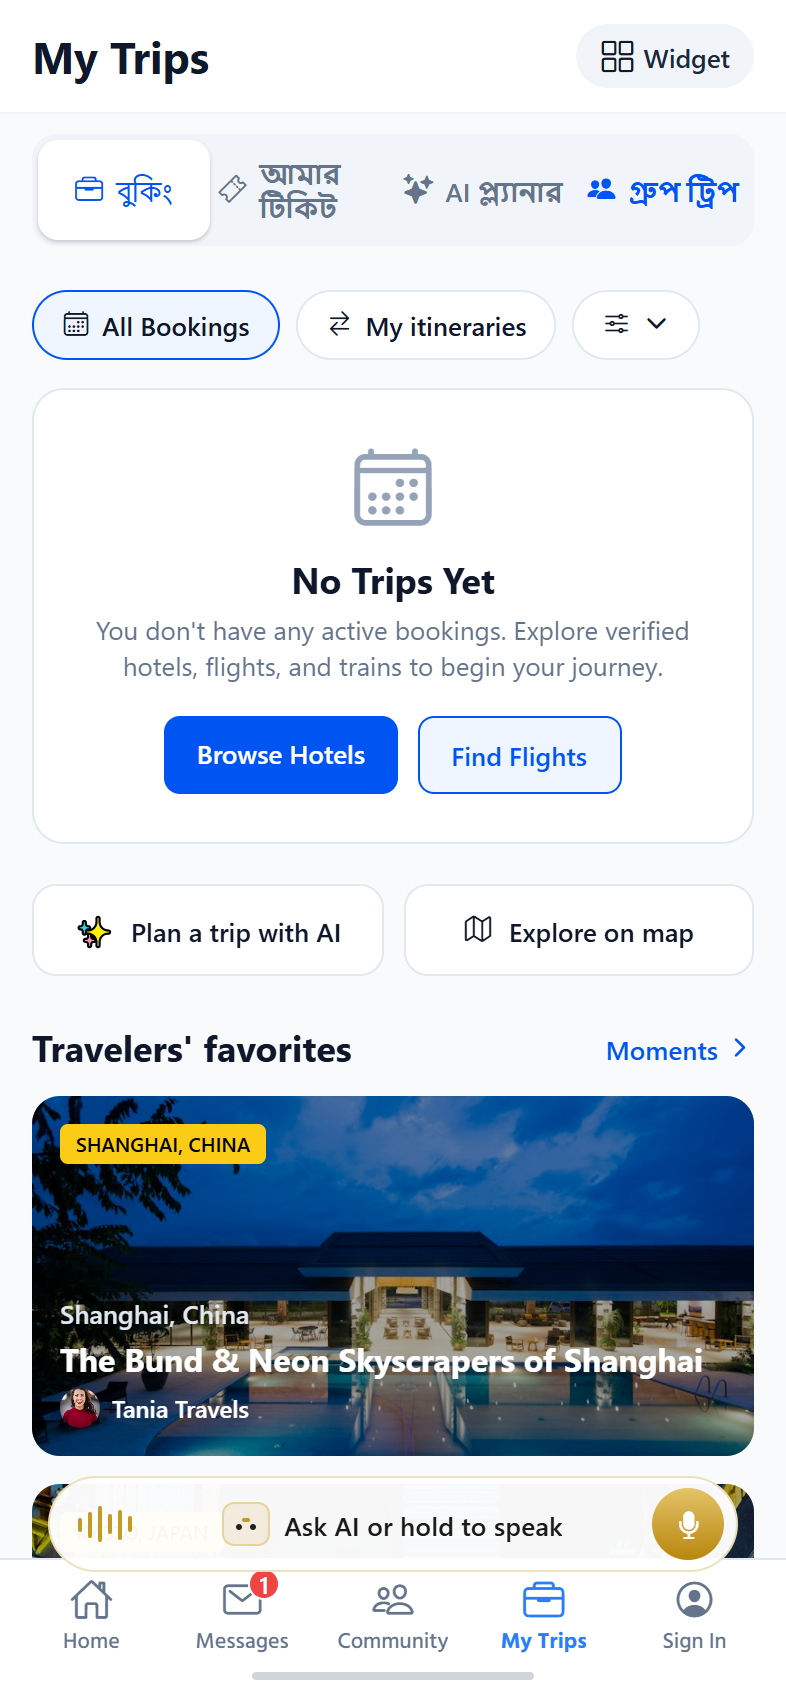 My Trips
Widget
বুকিং
আমার
টিকিট
AI প্ল্যানার
গ্রুপ ট্রিপ
All Bookings
My itineraries
No Trips Yet
You don't have any active bookings. Explore verified
hotels, flights, and trains to begin your journey.
Browse Hotels
Find Flights
Plan a trip with AI
Explore on map
Travelers' favorites
Moments
SHANGHAI, CHINA
Shanghai, China
The Bund & Neon Skyscrapers of Shanghai
Tania Travels
JAPAN
Ask AI or hold to speak
1
Home
Messages
Community
My Trips
Sign In